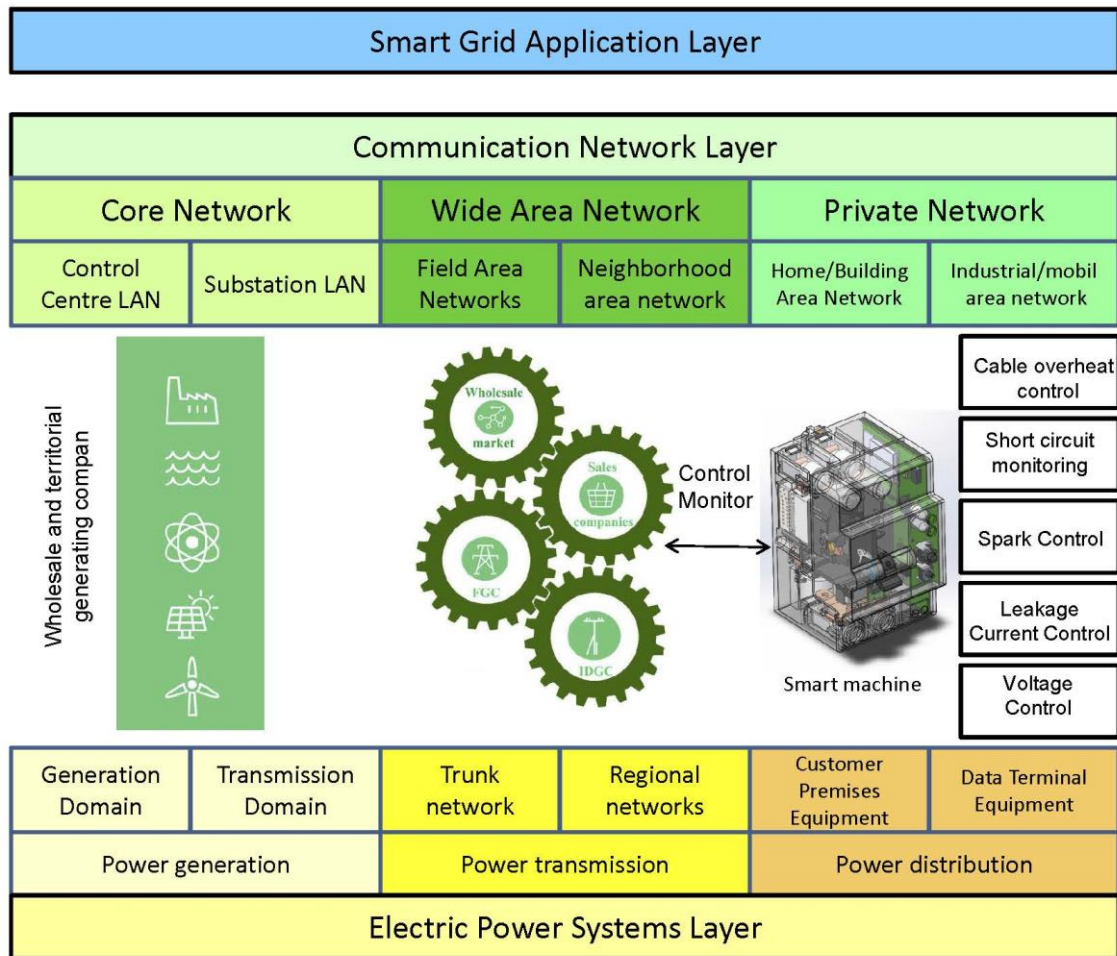 Smart Grid Application Layer
Communication Network Layer
Core Network
Wide Area Network
Private Network
Control
Centre LAN
Substation LAN
Field Area
Networks
Neighborhood
area network
Home/Building
Area Network
Industrial/mobil
area network
Wholesale and territorial
generating compan
Wholesale
market
Sales
companies
FGC
IDGC
Control
Monitor
Smart machine
Cable overheat
control
Short circuit
monitoring
Spark Control
Leakage
Current Control
Voltage
Control
Generation
Domain
Transmission
Domain
Trunk
network
Regional
networks
Customer
Premises
Equipment
Data Terminal
Equipment
Power generation
Power transmission
Power distribution
Electric Power Systems Layer